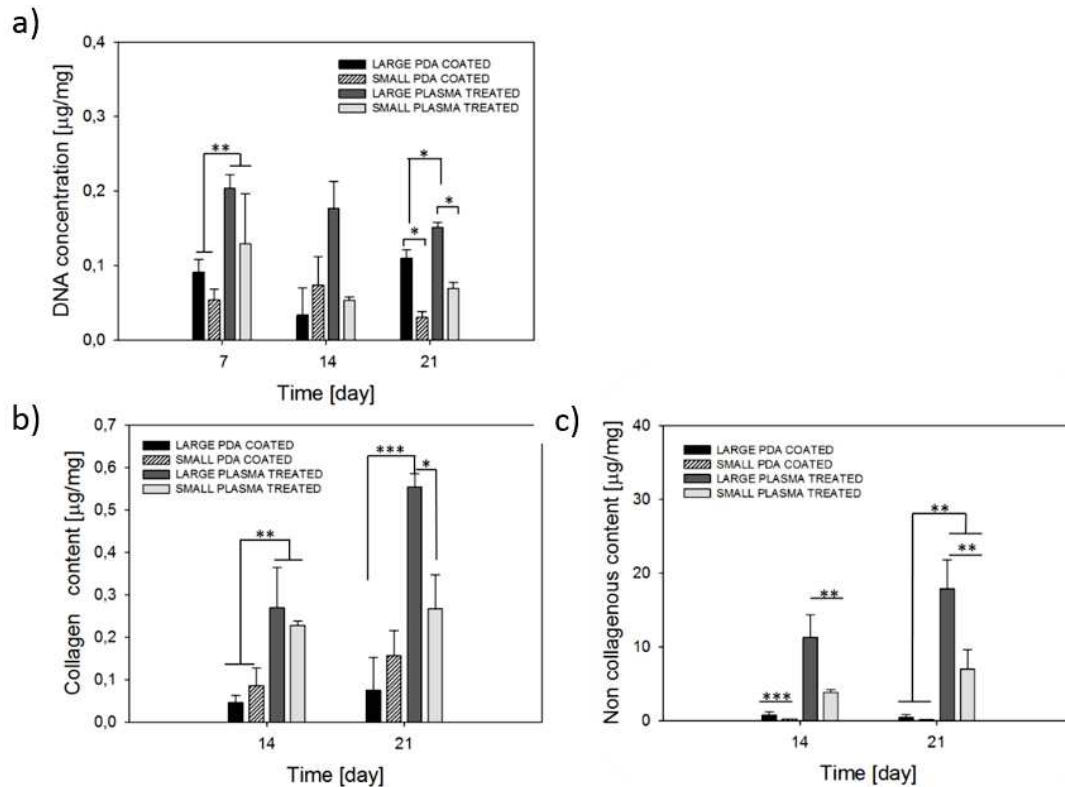 a)
DNA concentration [µg/mg]
0,4
0,3
0,2
0,1
0,0
LARGE PDA COATED
SMALL PDA COATED
LARGE PLASMA TREATED
SMALL PLASMA TREATED
**
*
*
*
7 14 21
Time [day]
b)
Collagen content [µg/mg]
0,7
0,6
0,5
0,4
0,3
0,2
0,1
0,0
LARGE PDA COATED
SMALL PDA COATED
LARGE PLASMA TREATED
SMALL PLASMA TREATED
***
*
**
14 21
Time [day]
c)
Non collagenous content [µg/mg]
40
30
20
10
0
LARGE PDA COATED
SMALL PDA COATED
LARGE PLASMA TREATED
SMALL PLASMA TREATED
**
**
**
***
14 21
Time [day]